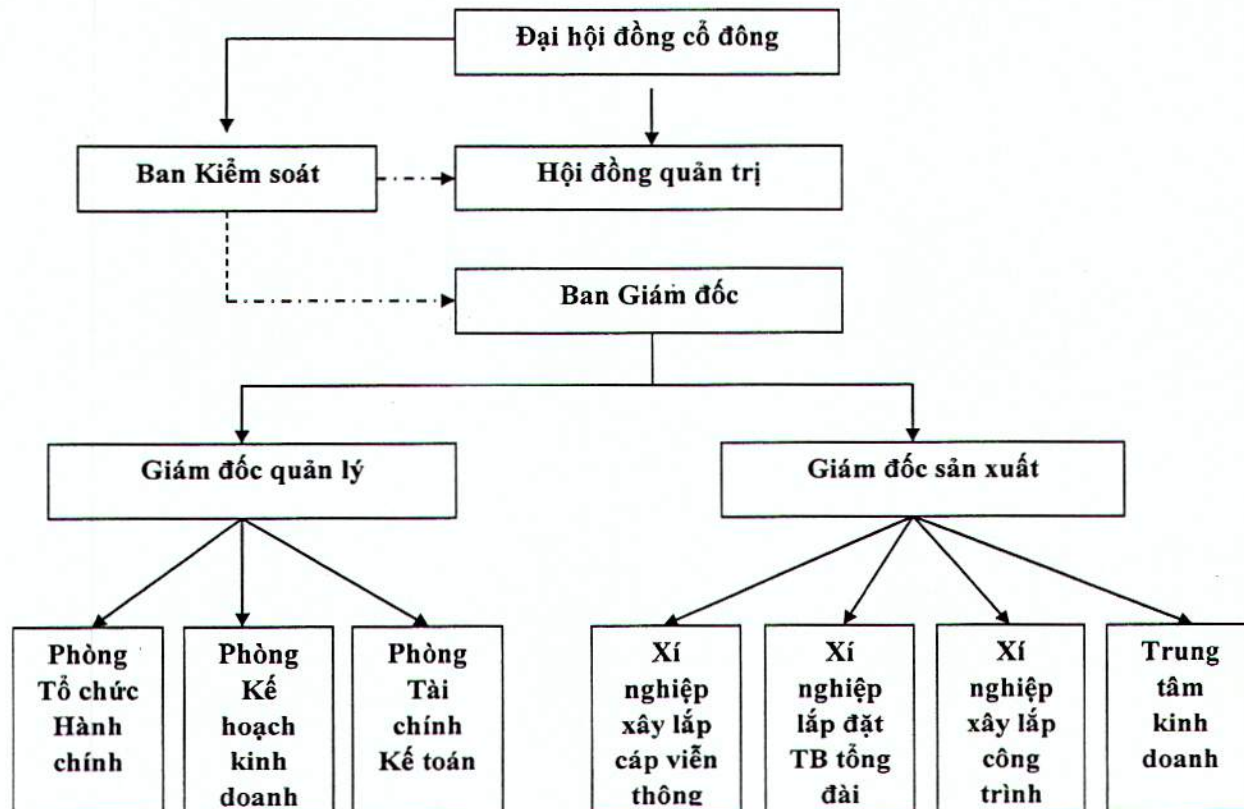 Đại hội đồng cổ đông
Ban Kiểm soát
Hội đồng quản trị
Ban Giám đốc
Giám đốc quản lý
Giám đốc sản xuất
Phòng
Tổ chức
Hành
chính
Phòng
Kế
hoạch
kinh
doanh
Phòng
Tài
chính
Kế toán
Xí
nghiệp
xây lắp
cáp viễn
thông
Xí
nghiệp
lắp đặt
TB tổng
đài
Xí
nghiệp
xây lắp
công
trình
Trung
tâm
kinh
doanh